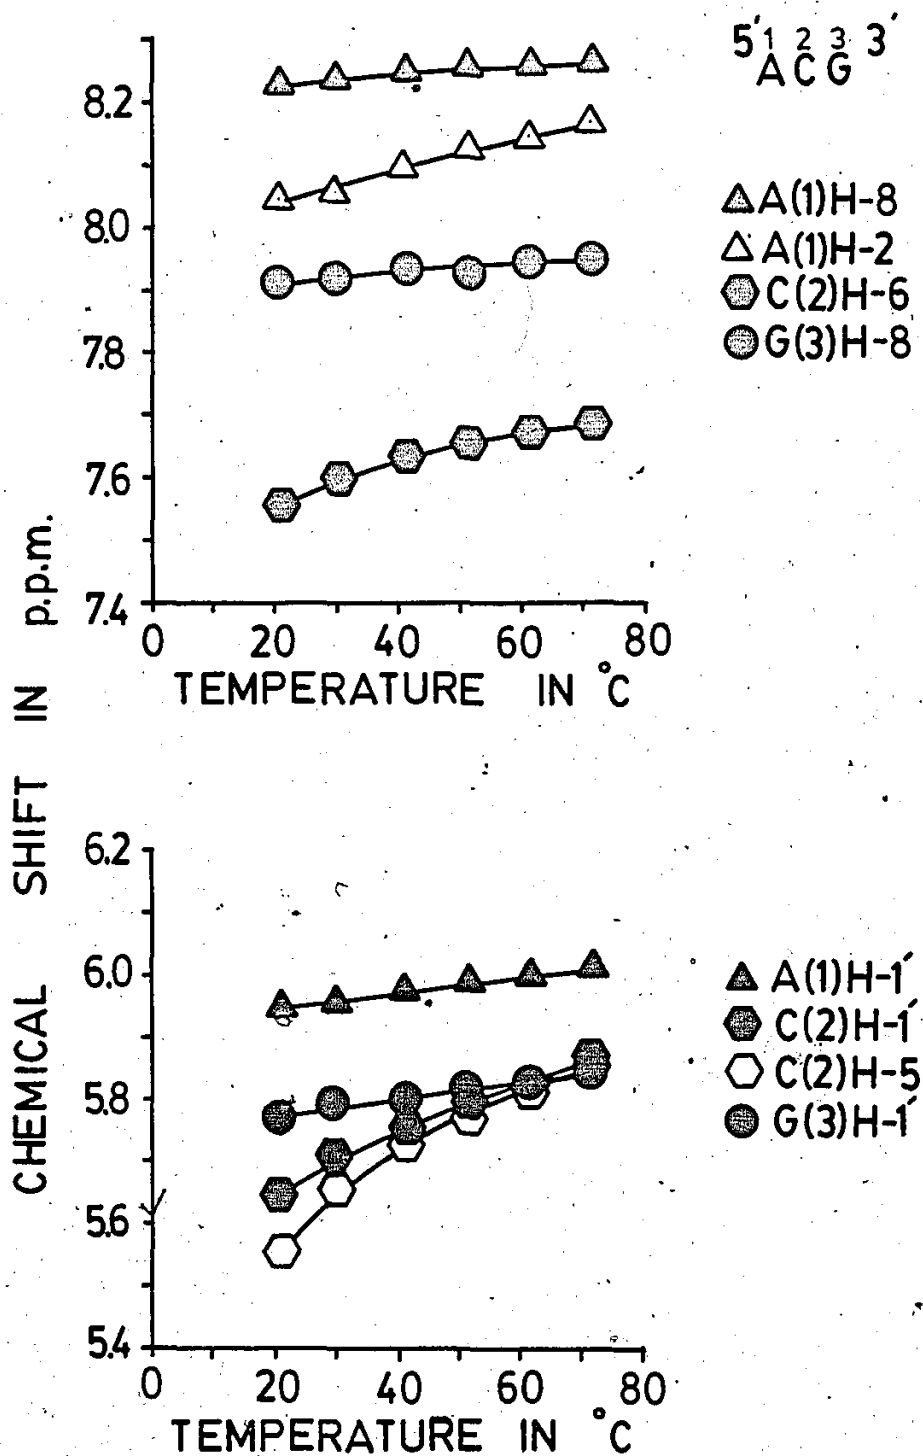 5′ 1 2 3 3′
A C G
8.2
8.0
7.8
7.6
7.4
0 20 40 60 80
TEMPERATURE IN °C
A(1)H-8
A(1)H-2
C(2)H-6
G(3)H-8
CHEMICAL SHIFT IN p.p.m.
6.2
6.0
5.8
5.6
5.4
0 20 40 60 80
TEMPERATURE IN °C
A(1)H-1′
C(2)H-1′
C(2)H-5
G(3)H-1′